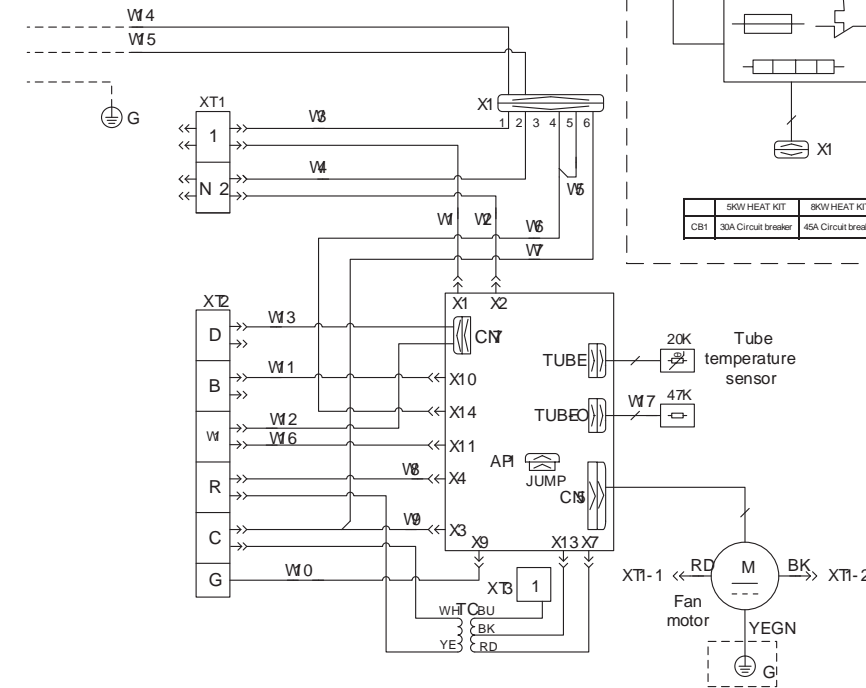 W14
W15
G
XT1
1
N 2
W3
W4
X1
1 2 3 4 5 6
W5
W1 W2 W6
W7
X1
5KW HEAT KIT 8KW HEAT KIT
CB1 30A Circuit breaker 45A Circuit break
XT2
D
B
W1
R
C
G
W13
W11
W12
W16
W8
W9
W10
X1 X2
CN7
X10
X14
X11
X4
X3
X9
X13 X7
TUBE
TUBE-O
AP1
JUMP
CN5
20K
Tube
temperature
sensor
W17
47K
XT3
1
WH TC BU
BK
YE RD
XT1-1
RD
M
BK
XT1-2
Fan
motor
YEGN
G